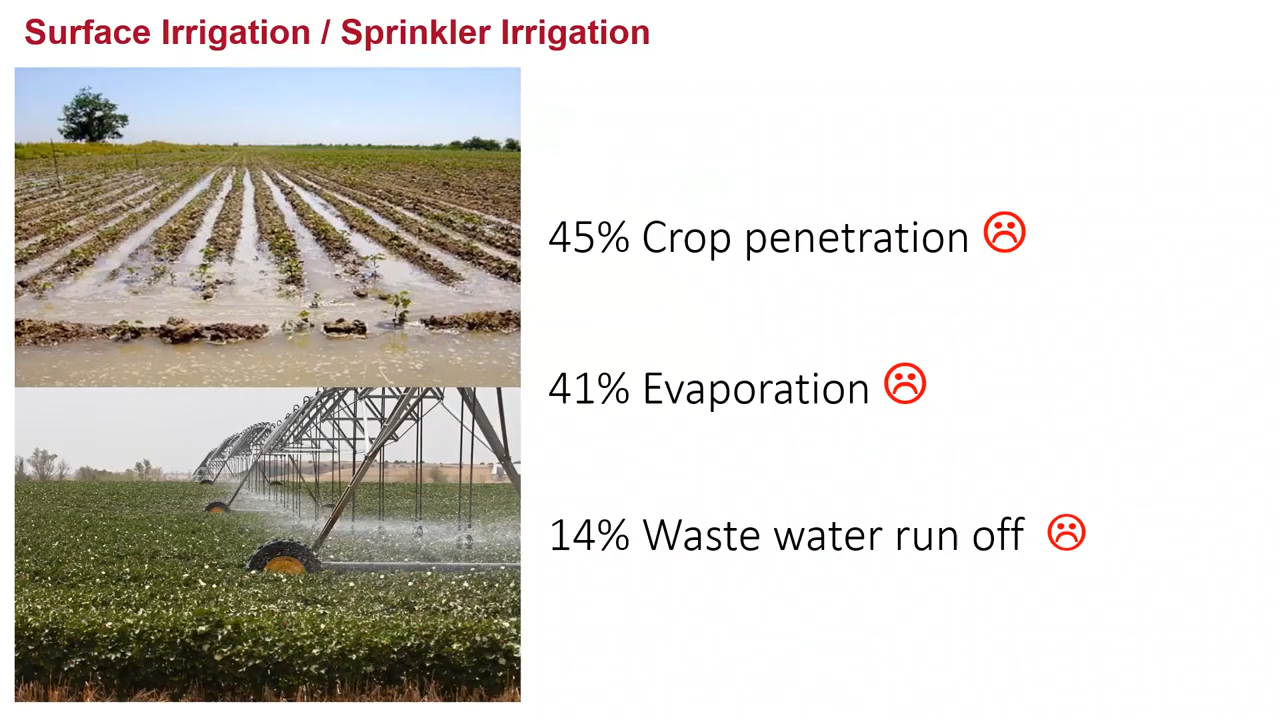 Surface Irrigation / Sprinkler Irrigation
45% Crop penetration
41% Evaporation
14% Waste water run off